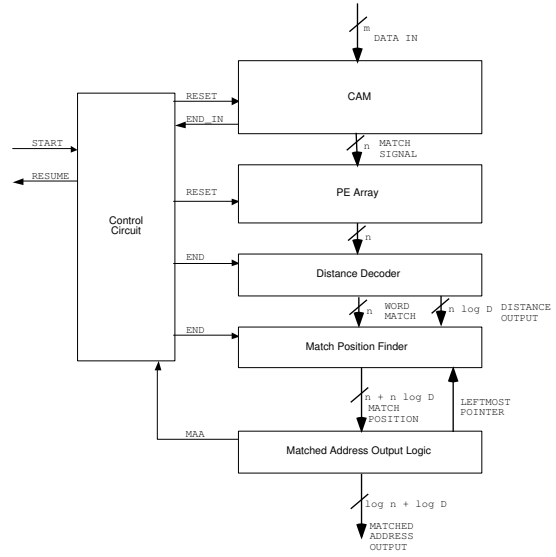 m
DATA IN
CAM
RESET
END_IN
START
n
MATCH
SIGNAL
RESUME
RESET
PE Array
Control
Circuit
n
END
Distance Decoder
n
WORD
MATCH
n log D
DISTANCE
OUTPUT
END
Match Position Finder
n + n log D
MATCH
POSITION
LEFTMOST
POINTER
MAA
Matched Address Output Logic
log n + log D
MATCHED
ADDRESS
OUTPUT